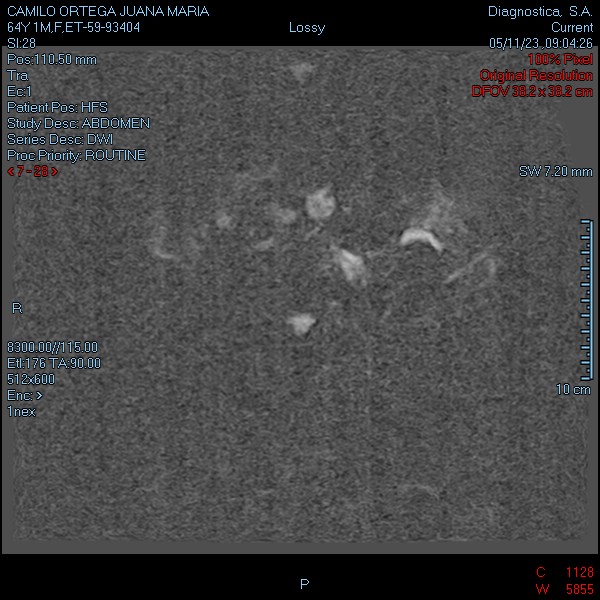 CAMILO ORTEGA JUANA MARIA
64Y 1M,F,ET-59-93404
Sl:28
Pos:110.50 mm
Tra
Ec:1
Patient Pos: HFS
Study Desc: ABDOMEN
Series Desc: DWI
Proc Priority: ROUTINE
< 7 - 28 >
Lossy
Diagnostica, S.A.
Current
05/11/23 ,09:04:26
100% Pixel
Original Resolution
DFOV 38.2 x 38.2 cm
SW 7.20 mm
R
10 cm
8300.00//115.00
Etl:176 TA:90.00
512x600
Enc: >
1nex
P
C 1128
W 5855